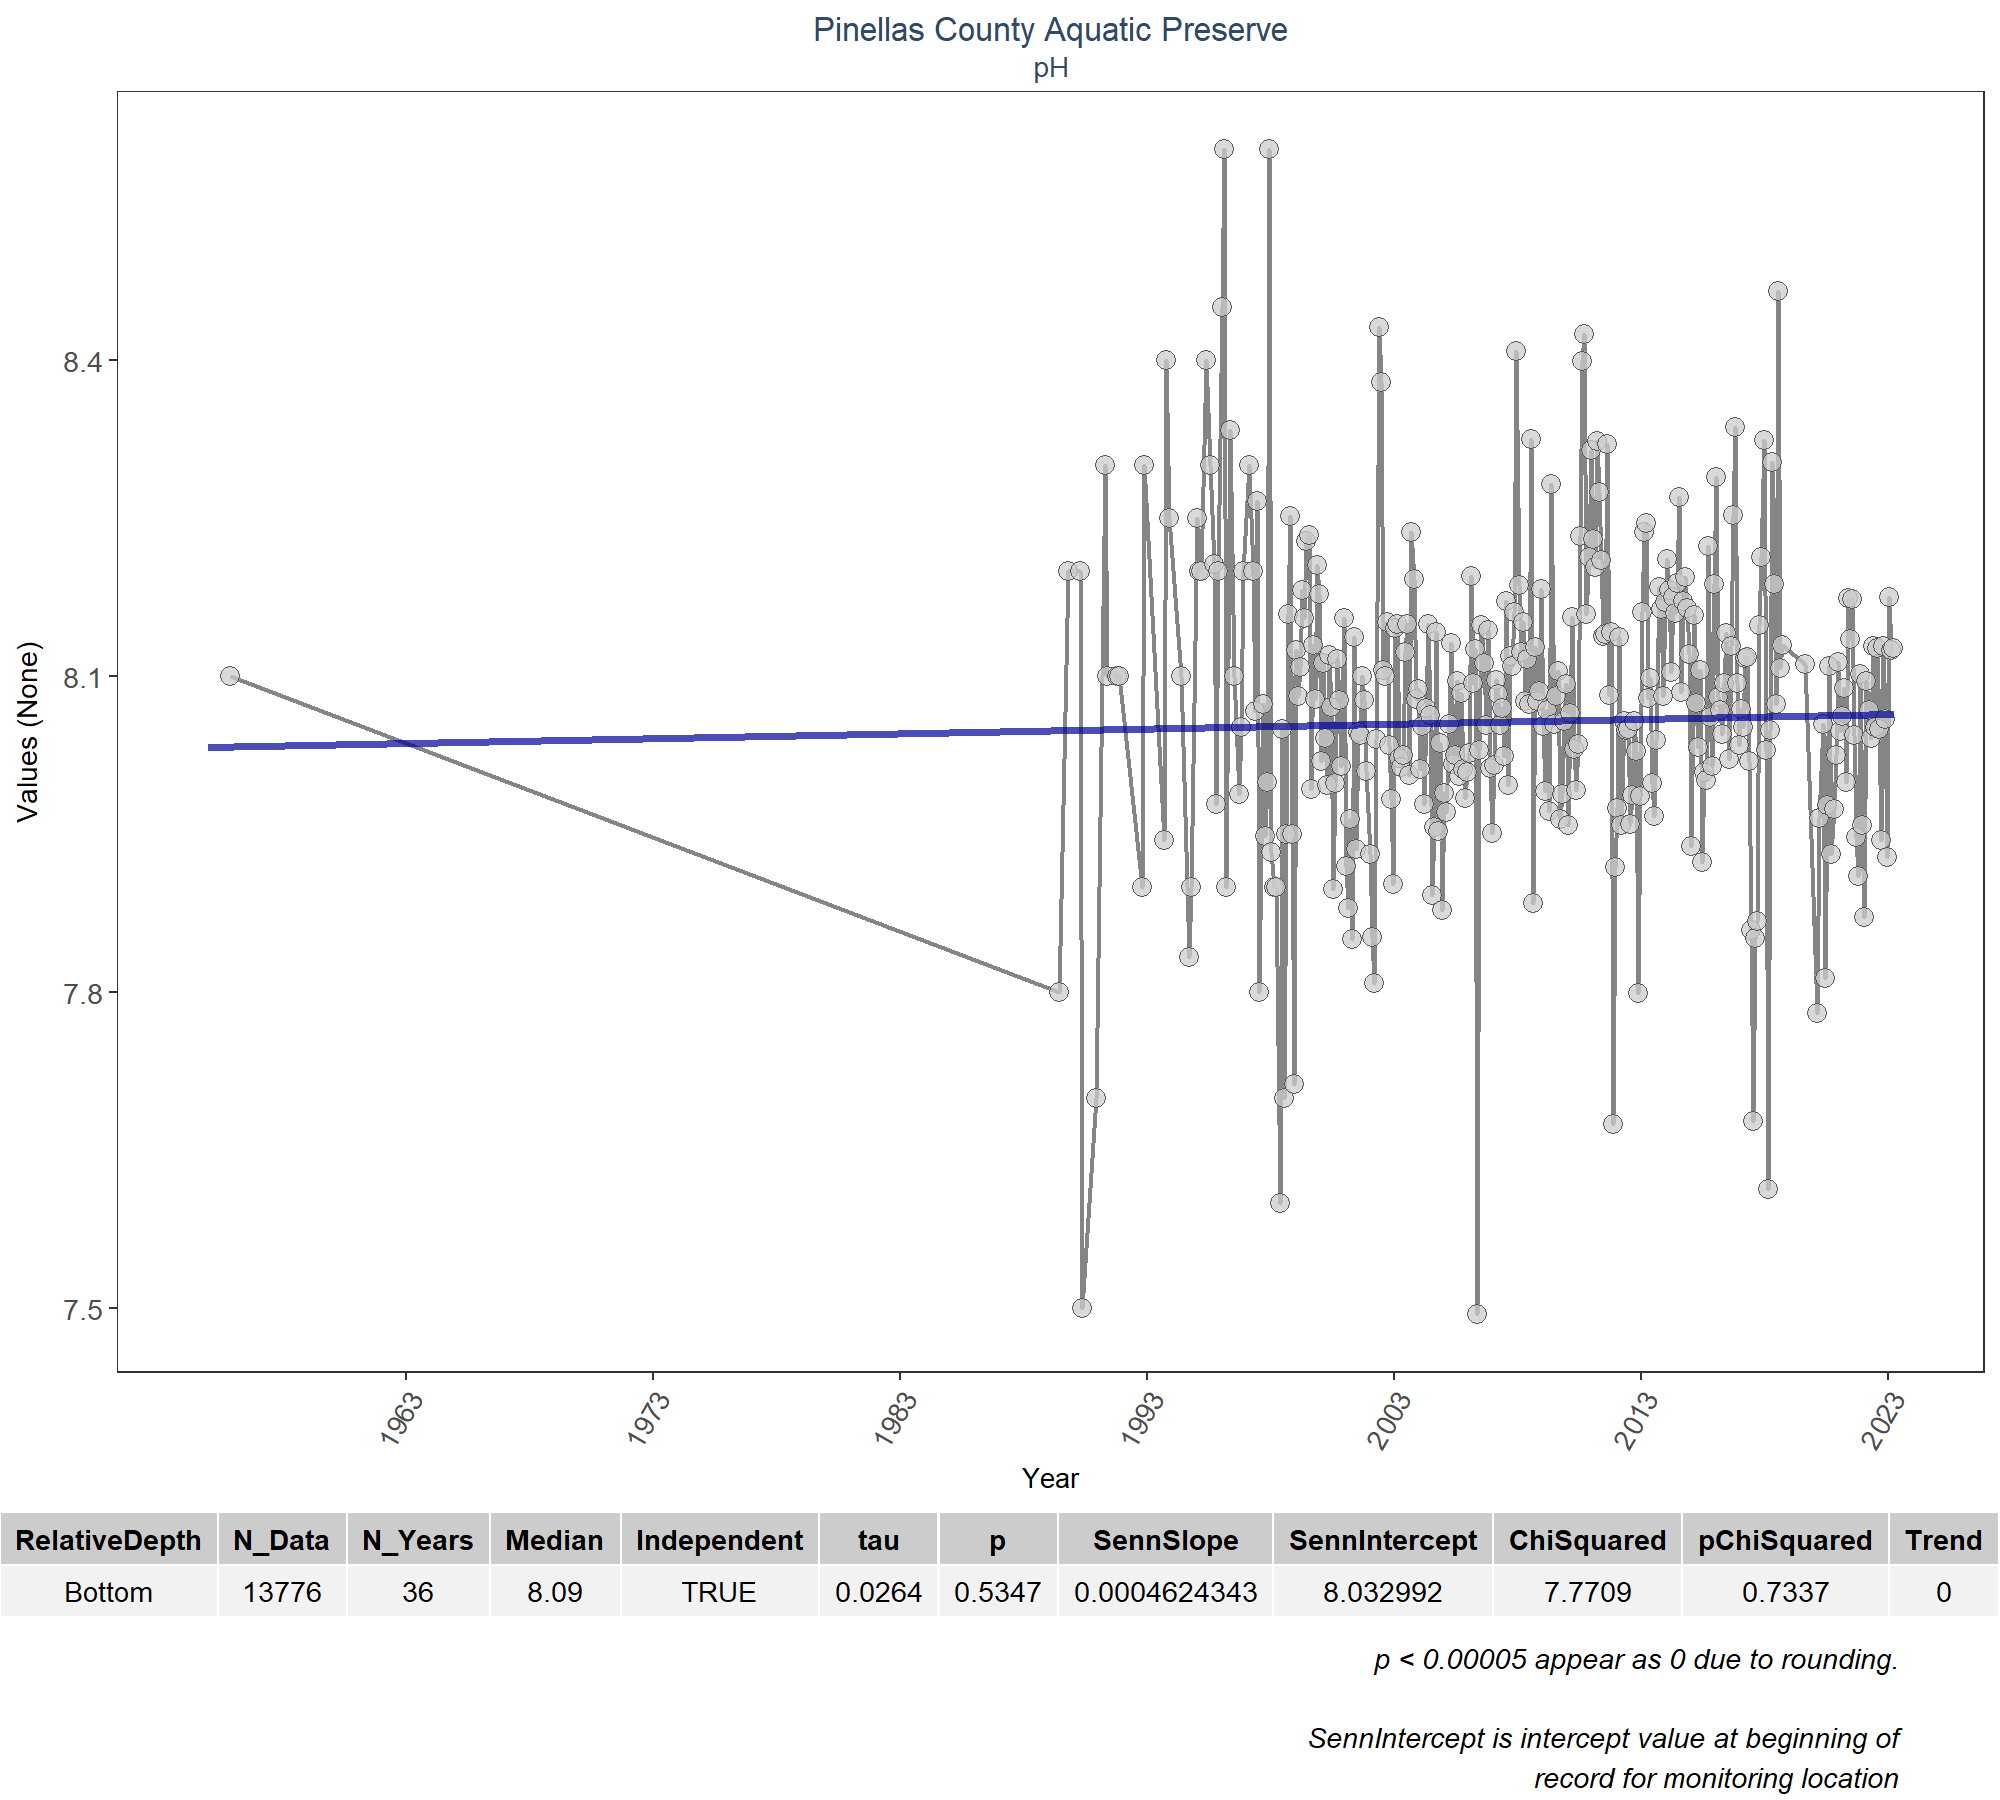 Pinellas County Aquatic Preserve
pH
Values (None)
8.4
8.1
7.8
7.5
1963 1973 1983 1993 2003 2013 2023
Year
RelativeDepth N_Data N_Years Median Independent tau p SennSlope SennIntercept ChiSquared pChiSquared Trend
Bottom 13776 36 8.09 TRUE 0.0264 0.5347 0.0004624343 8.032992 7.7709 0.7337 0
p < 0.00005 appear as 0 due to rounding.
SennIntercept is intercept value at beginning of
record for monitoring location